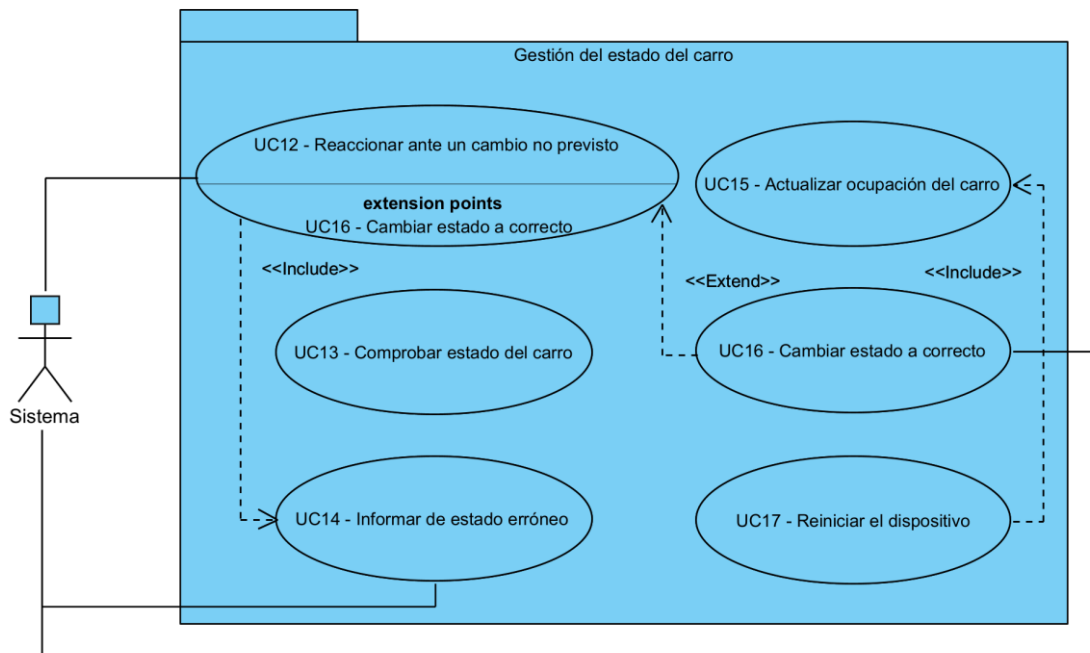 Gestión del estado del carro
UC12 - Reaccionar ante un cambio no previsto
extension points
UC16 - Cambiar estado a correcto
UC15 - Actualizar ocupación del carro
<<Include>>
<<Extend>>
<<Include>>
UC13 - Comprobar estado del carro
UC16 - Cambiar estado a correcto
Sistema
UC14 - Informar de estado erróneo
UC17 - Reiniciar el dispositivo